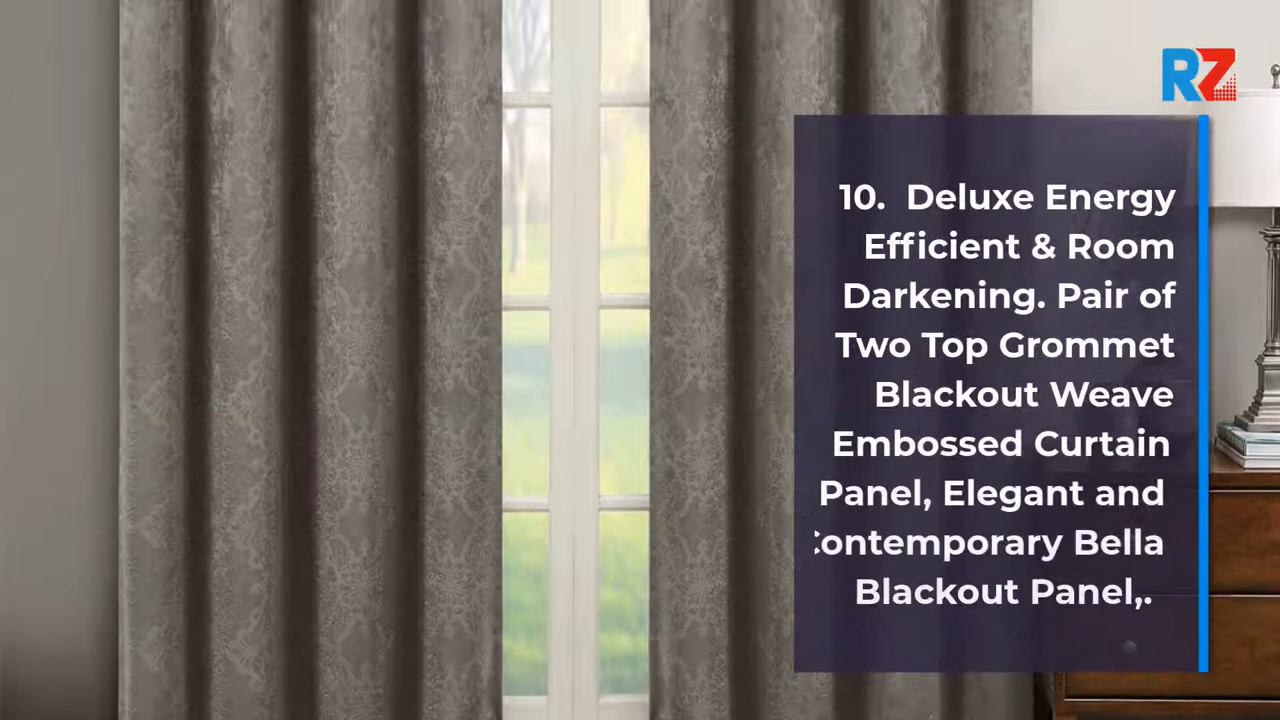 RZ
10. Deluxe Energy
Efficient & Room
Darkening. Pair of
Two Top Grommet
Blackout Weave
Embossed Curtain
Panel, Elegant and
Contemporary Bella
Blackout Panel,.